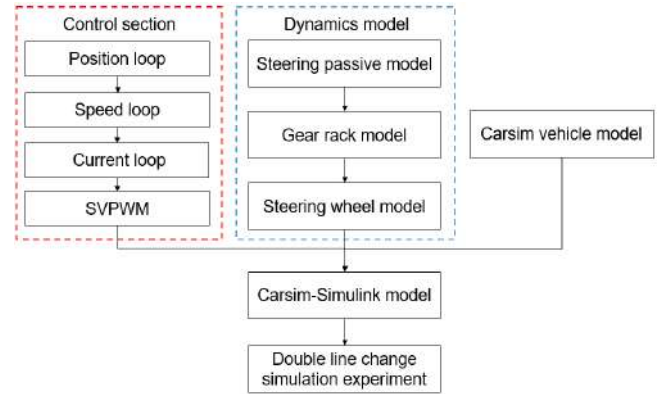 Control section
Position loop
Speed loop
Current loop
SVPWM
Dynamics model
Steering passive model
Gear rack model
Steering wheel model
Carsim vehicle model
Carsim-Simulink model
Double line change
simulation experiment